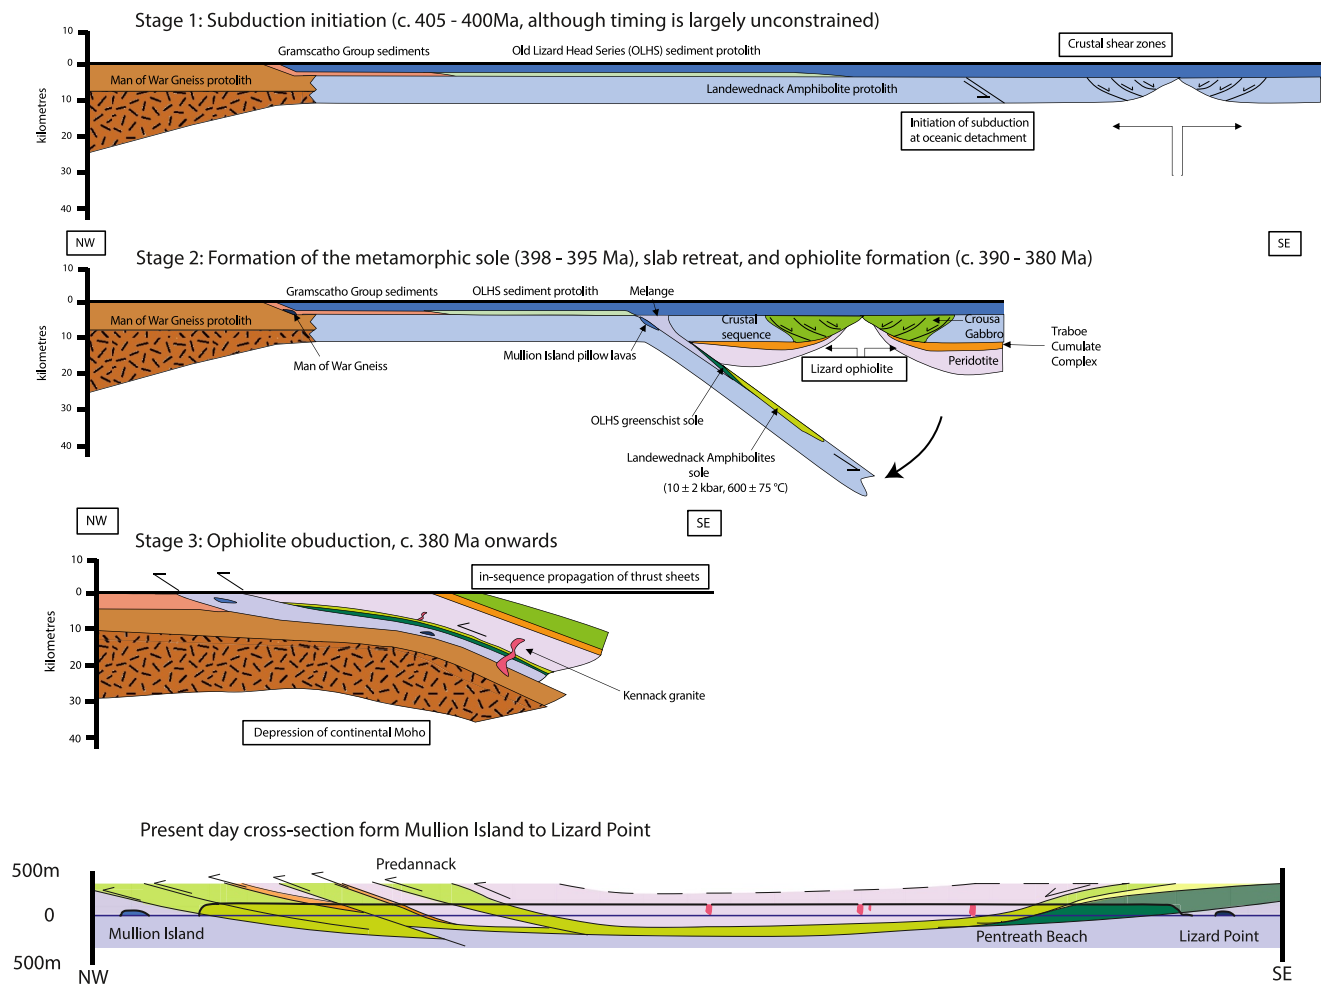 Stage 1: Subduction initiation (c. 405 - 400Ma, although timing is largely unconstrained)
10
0
10
20
30
40
kilometres
Gramscatho Group sediments
Old Lizard Head Series (OLHS) sediment protolith
Crustal shear zones
Man of War Gneiss protolith
Landewednack Amphibolite protolith
Initiation of subduction
at oceanic detachment
NW
SE
Stage 2: Formation of the metamorphic sole (398 - 395 Ma), slab retreat, and ophiolite formation (c. 390 - 380 Ma)
10
0
10
20
30
40
kilometres
Gramscatho Group sediments
OLHS sediment protolith
Melange
Man of War Gneiss protolith
Crustal
sequence
Crousa
Gabbro
Traboe
Cumulate
Complex
Mullion Island pillow lavas
Man of War Gneiss
Lizard ophiolite
Peridotite
OLHS greenschist sole
Landewednack Amphibolites
sole
(10 ± 2 kbar, 600 ± 75 °C)
NW
SE
Stage 3: Ophiolite obuduction, c. 380 Ma onwards
10
0
10
20
30
40
kilometres
in-sequence propagation of thrust sheets
Kennack granite
Depression of continental Moho
Present day cross-section form Mullion Island to Lizard Point
500m
0
500m
Predannack
Mullion Island
Pentreath Beach
Lizard Point
NW
SE